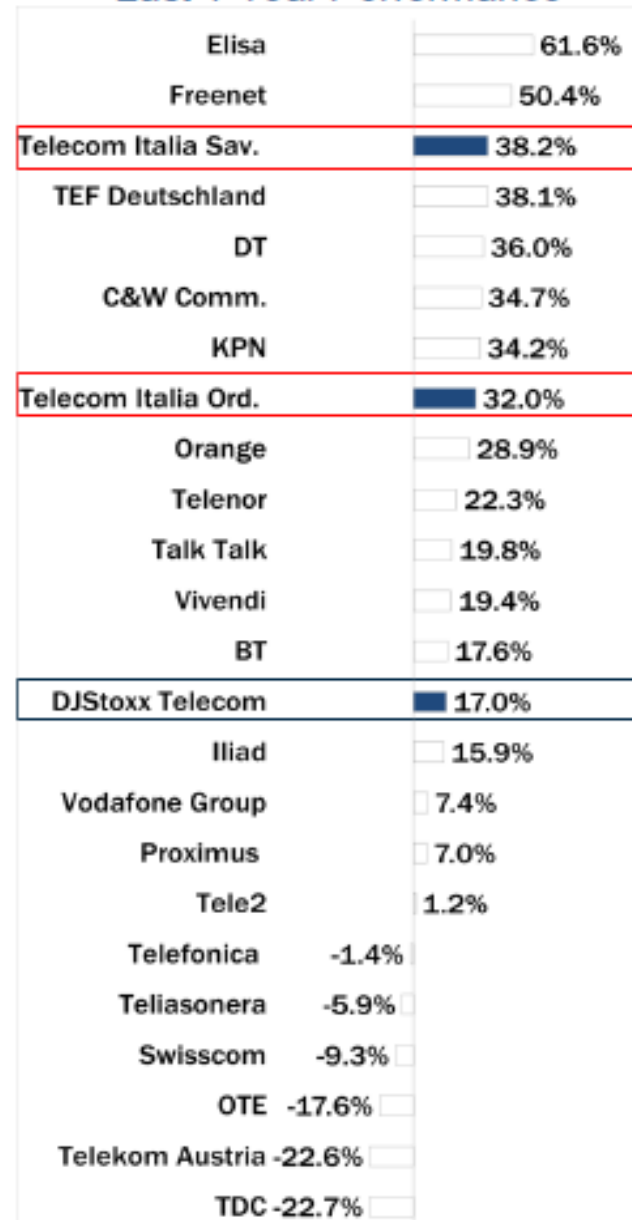 Elisa 61.6%
Freenet 50.4%
Telecom Italia Sav. 38.2%
TEF Deutschland 38.1%
DT 36.0%
C&W Comm. 34.7%
KPN 34.2%
Telecom Italia Ord. 32.0%
Orange 28.9%
Telenor 22.3%
Talk Talk 19.8%
Vivendi 19.4%
BT 17.6%
DJStoxx Telecom 17.0%
Iliad 15.9%
Vodafone Group 7.4%
Proximus 7.0%
Tele2 1.2%
Telefonica -1.4%
Teliasonera -5.9%
Swisscom -9.3%
OTE -17.6%
Telekom Austria -22.6%
TDC -22.7%